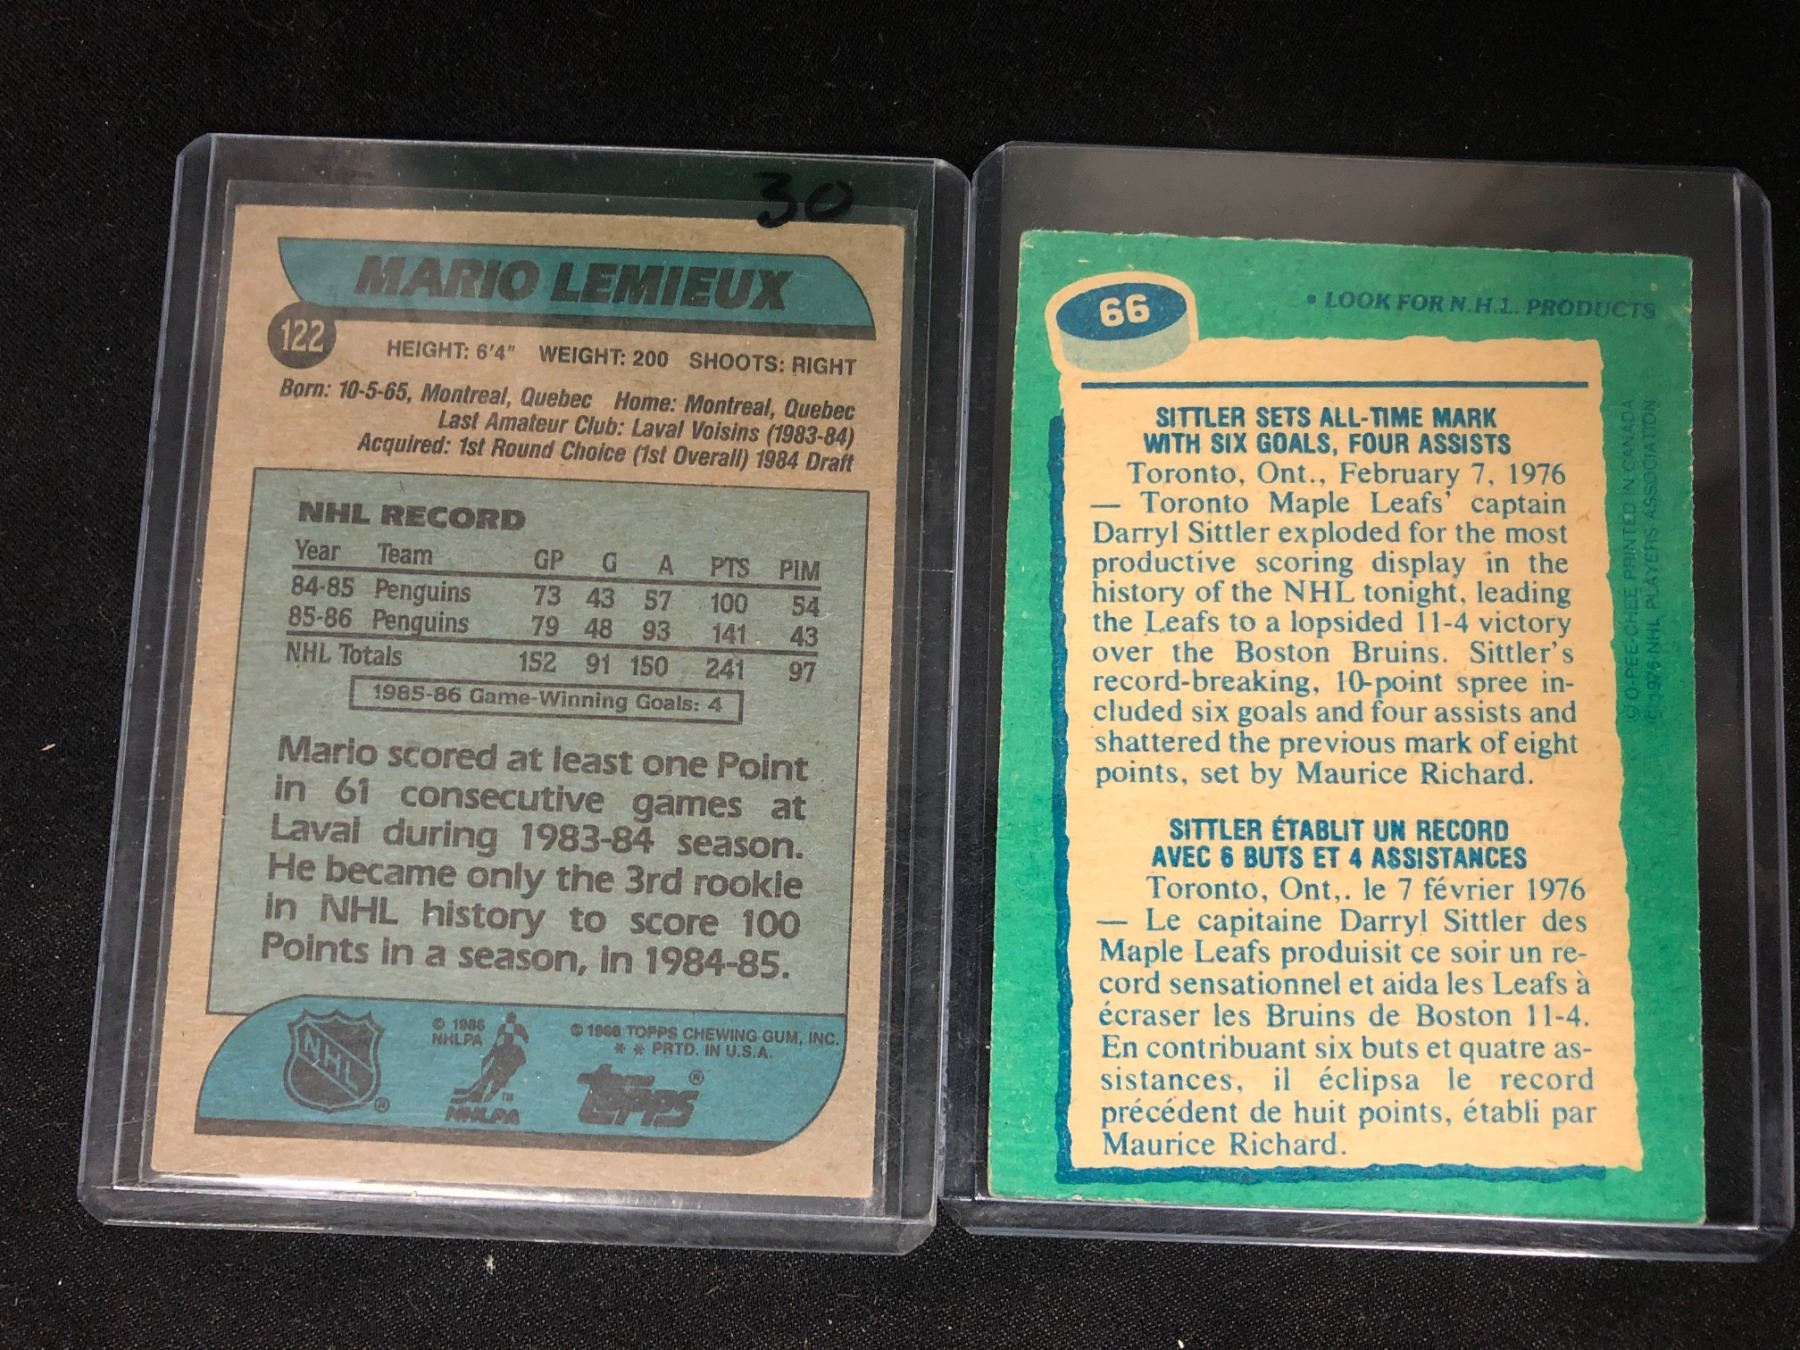 30
MARIO LEMIEUX
122
HEIGHT: 6'4" WEIGHT: 200 SHOOTS: RIGHT
Born: 10-5-65, Montreal, Quebec Home: Montreal, Quebec
Last Amateur Club: Laval Voisins (1983-84)
Acquired: 1st Round Choice (1st Overall) 1984 Draft
NHL RECORD
Year Team GP G A PTS PIM
84-85 Penguins 73 43 57 100 54
85-86 Penguins 79 48 93 141 43
NHL Totals 152 91 150 241 97
1985-86 Game-Winning Goals: 4
Mario scored at least one Point
in 61 consecutive games at
Laval during 1983-84 season.
He became only the 3rd rookie
in NHL history to score 100
Points in a season, in 1984-85.
NHL ®
© 1986
NHLPA
TM
NHLPA
© 1986 TOPPS CHEWING GUM, INC.
* * PRTD. IN U.S.A.
topps ®
66
• LOOK FOR N.H.L. PRODUCTS
SITTLER SETS ALL-TIME MARK
WITH SIX GOALS, FOUR ASSISTS
Toronto, Ont., February 7, 1976
— Toronto Maple Leafs' captain
Darryl Sittler exploded for the most
productive scoring display in the
history of the NHL tonight, leading
the Leafs to a lopsided 11-4 victory
over the Boston Bruins. Sittler's
record-breaking, 10-point spree in-
cluded six goals and four assists and
shattered the previous mark of eight
points, set by Maurice Richard.
SITTLER ÉTABLIT UN RECORD
AVEC 6 BUTS ET 4 ASSISTANCES
Toronto, Ont,. le 7 février 1976
— Le capitaine Darryl Sittler des
Maple Leafs produisit ce soir un re-
cord sensationnel et aida les Leafs à
écraser les Bruins de Boston 11-4.
En contribuant six buts et quatre as-
sistances, il éclipsa le record
précédent de huit points, établi par
Maurice Richard.
© O-PEE-CHEE PRINTED IN CANADA
© 1976 NHL PLAYERS ASSOCIATION